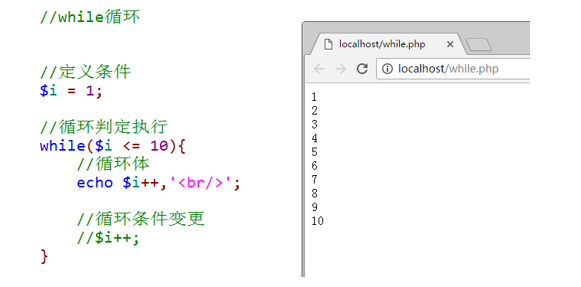 //while循环
//定义条件
$i = 1;
//循环判定执行
while($i <= 10){
//循环体
echo $i++,'<br/>';
//循环条件变更
//$i++;
}
localhost/while.php
localhost/while.php
1
2
3
4
5
6
7
8
9
10